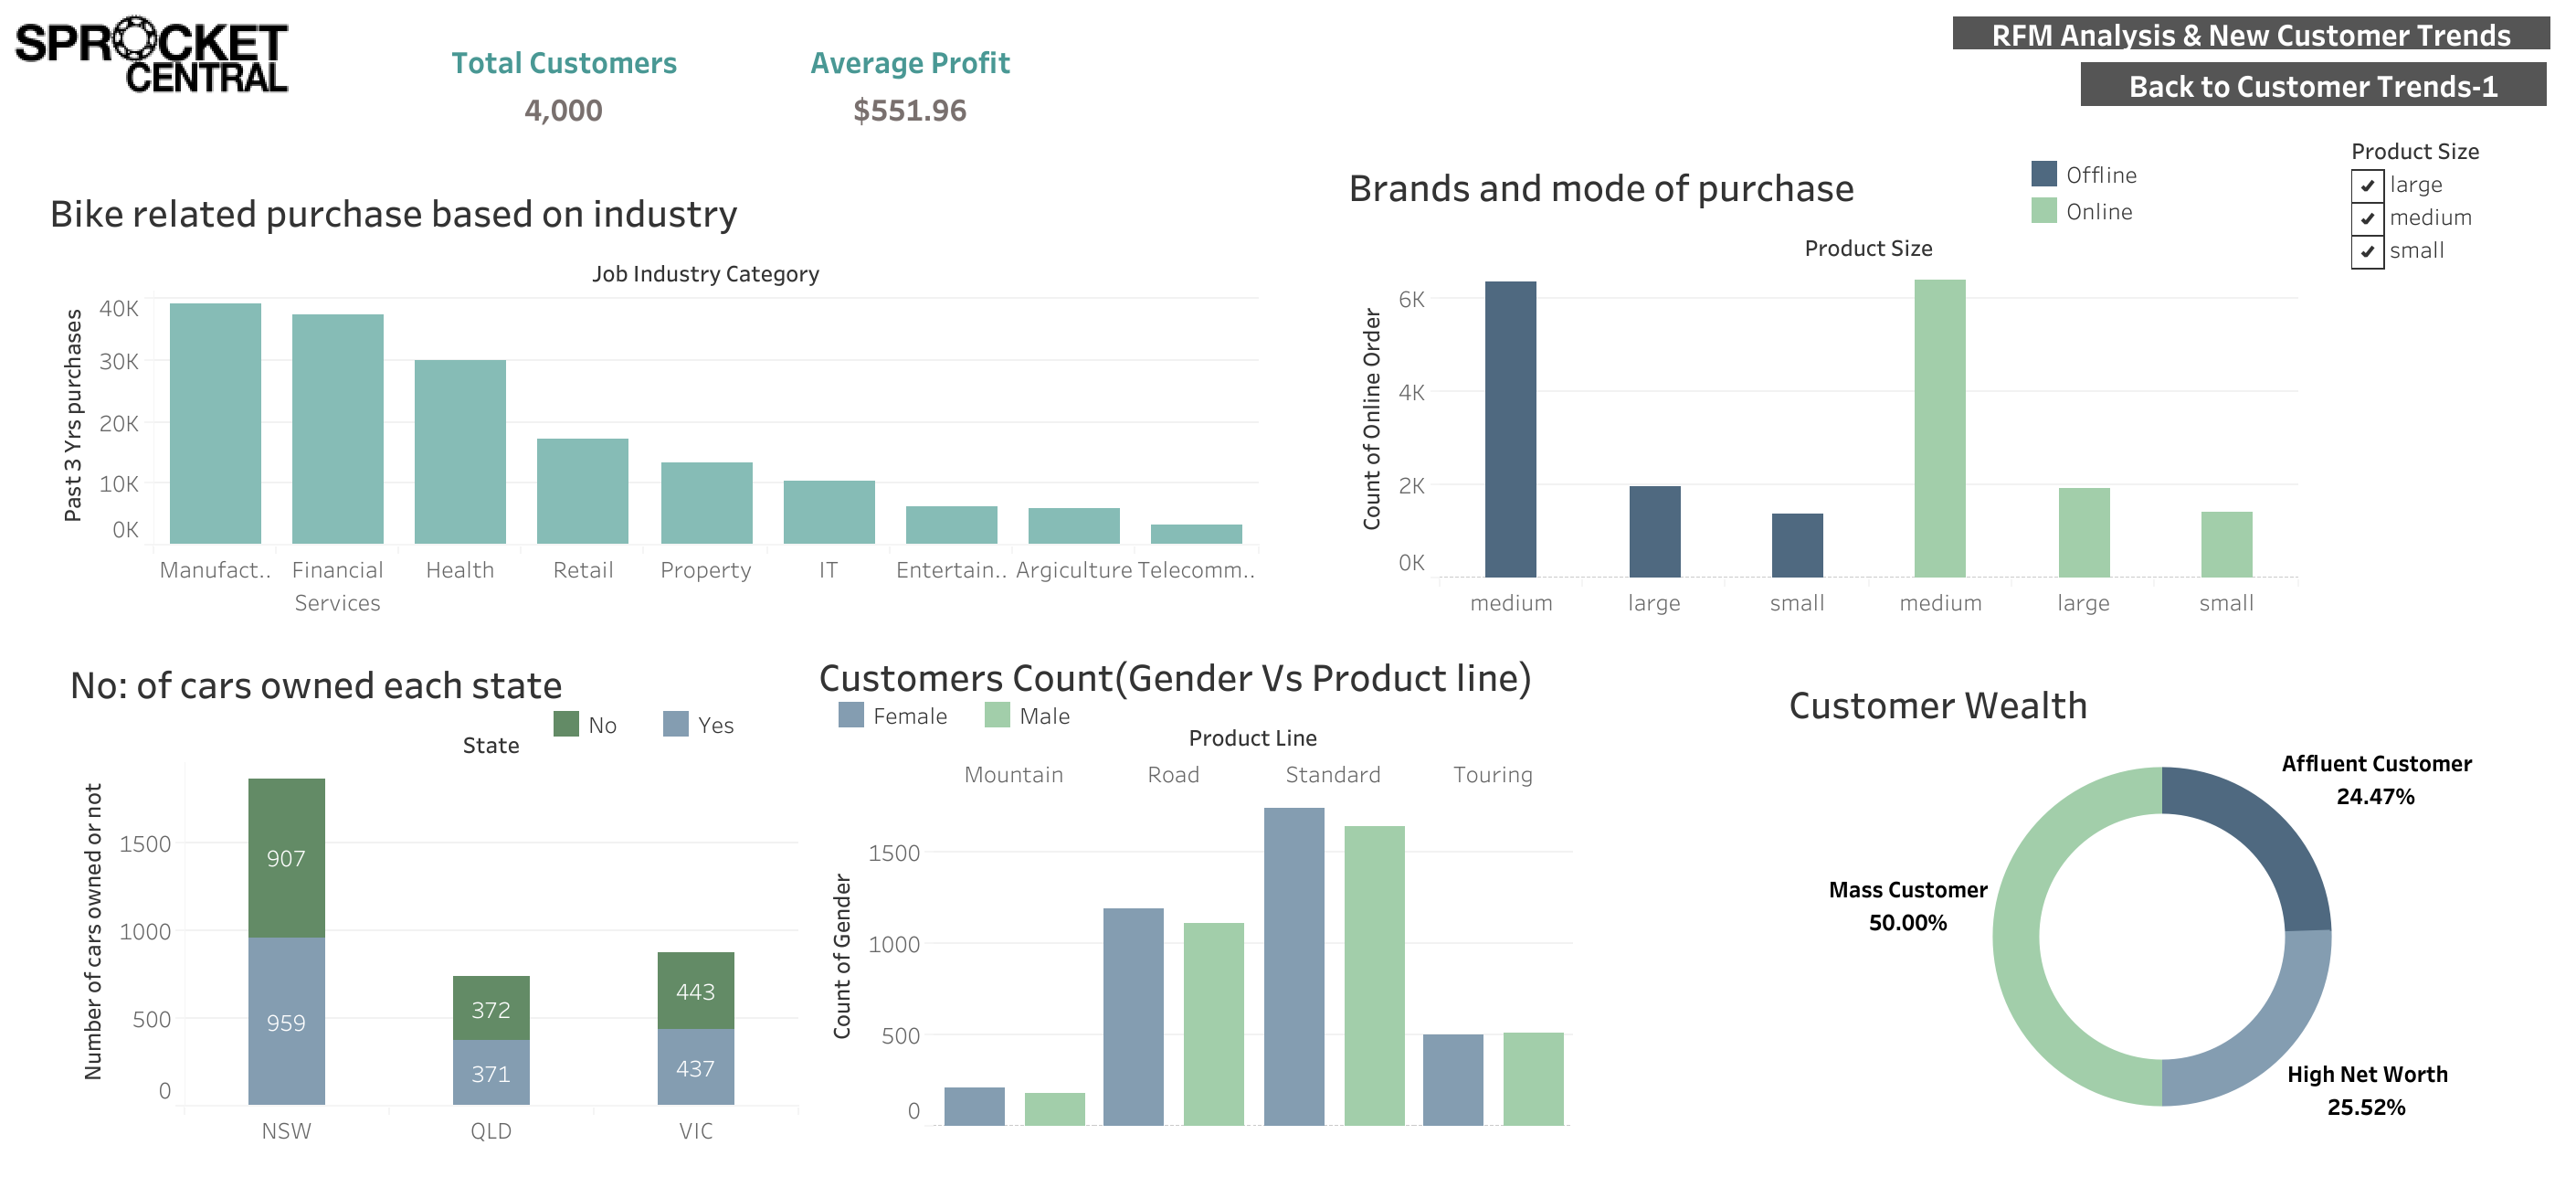 SPROCKET
CENTRAL
Total Customers
4,000
Average Profit
$551.96
RFM Analysis & New Customer Trends
Back to Customer Trends-1
Bike related purchase based on industry
Job Industry Category
Past 3 Yrs purchases
40K
30K
20K
10K
0K
Manufact..
Financial
Services
Health
Retail
Property
IT
Entertain..
Argiculture
Telecomm..
Brands and mode of purchase
Offline
Online
Product Size
large
medium
small
Product Size
Count of Online Order
6K
4K
2K
0K
medium
large
small
medium
large
small
No: of cars owned each state
No
Yes
State
Number of cars owned or not
1500
1000
500
0
907
959
372
371
443
437
NSW
QLD
VIC
Customers Count(Gender Vs Product line)
Female
Male
Product Line
Mountain
Road
Standard
Touring
Count of Gender
1500
1000
500
0
Customer Wealth
Affluent Customer
24.47%
Mass Customer
50.00%
High Net Worth
25.52%